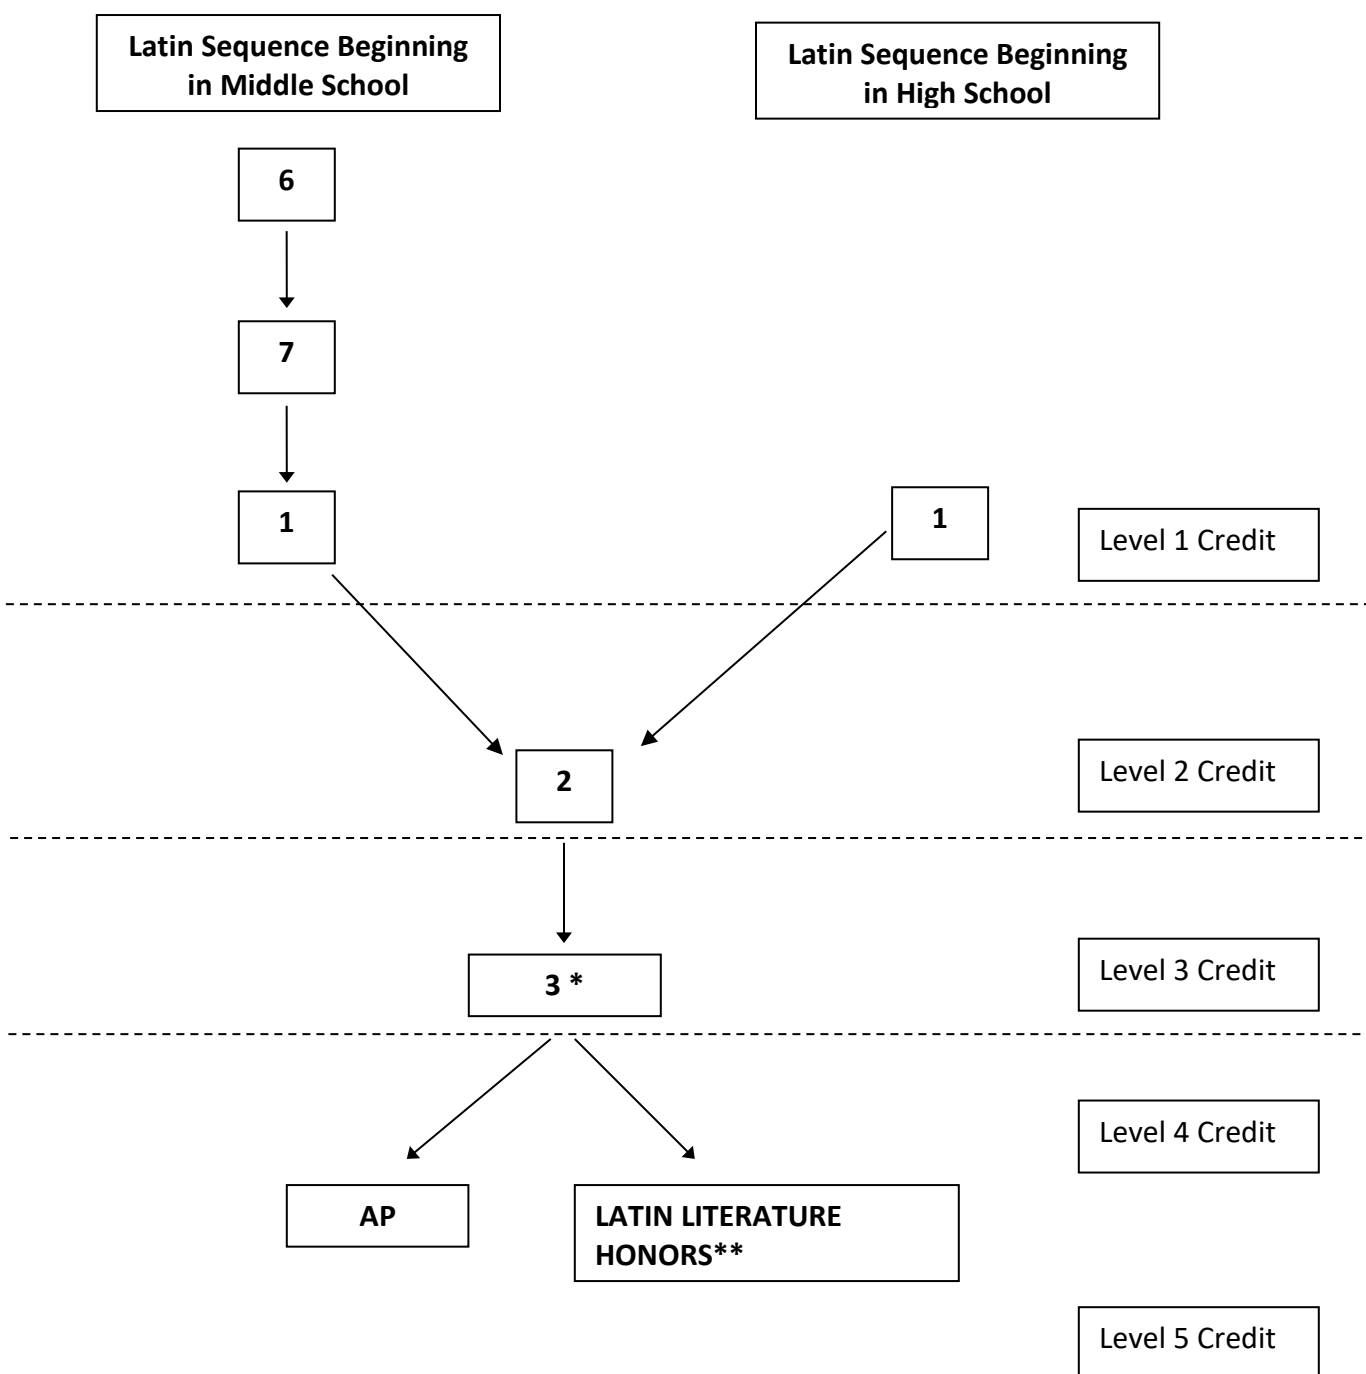 Latin Sequence Beginning
in Middle School
Latin Sequence Beginning
in High School
6
7
1
1
Level 1 Credit
2
Level 2 Credit
3 *
Level 3 Credit
Level 4 Credit
AP
LATIN LITERATURE
HONORS**
Level 5 Credit